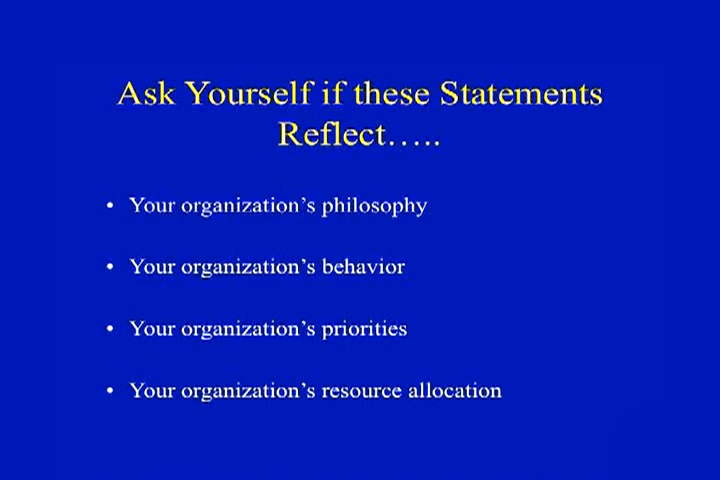 Ask Yourself if these Statements
Reflect…..
• Your organization’s philosophy
• Your organization’s behavior
• Your organization’s priorities
• Your organization’s resource allocation